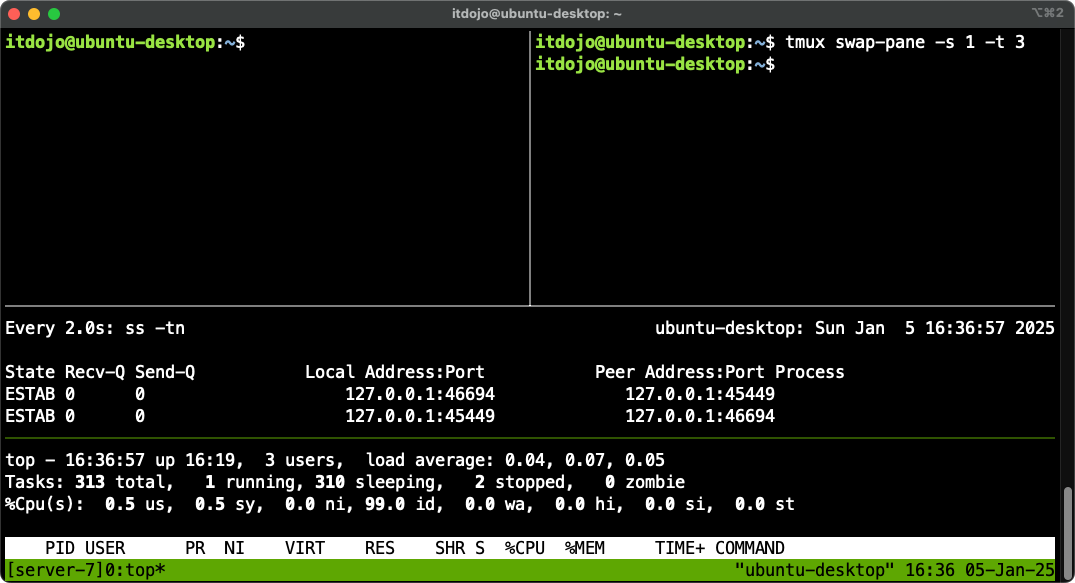 itdojo@ubuntu-desktop: ~
⌥⌘2
itdojo@ubuntu-desktop:~$
itdojo@ubuntu-desktop:~$ tmux swap-pane -s 1 -t 3
itdojo@ubuntu-desktop:~$
Every 2.0s: ss -tn ubuntu-desktop: Sun Jan  5 16:36:57 2025
State Recv-Q Send-Q Local Address:Port Peer Address:Port Process
ESTAB 0 0 127.0.0.1:46694 127.0.0.1:45449
ESTAB 0 0 127.0.0.1:45449 127.0.0.1:46694
top - 16:36:57 up 16:19,  3 users,  load average: 0.04, 0.07, 0.05
Tasks: 313 total,   1 running, 310 sleeping,   2 stopped,   0 zombie
%Cpu(s):  0.5 us,  0.5 sy,  0.0 ni, 99.0 id,  0.0 wa,  0.0 hi,  0.0 si,  0.0 st
PID USER PR NI VIRT RES SHR S %CPU %MEM TIME+ COMMAND
[server-7]0:top* "ubuntu-desktop" 16:36 05-Jan-25